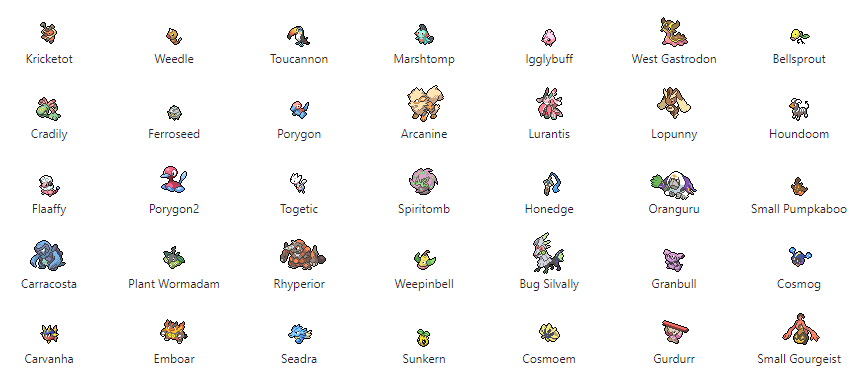 Kricketot Weedle Toucannon Marshtomp Igglybuff West Gastrodon Bellsprout
Cradily Ferroseed Porygon Arcanine Lurantis Lopunny Houndoom
Flaaffy Porygon2 Togetic Spiritomb Honedge Oranguru Small Pumpkaboo
Carracosta Plant Wormadam Rhyperior Weepinbell Bug Silvally Granbull Cosmog
Carvanha Emboar Seadra Sunkern Cosmoem Gurdurr Small Gourgeist